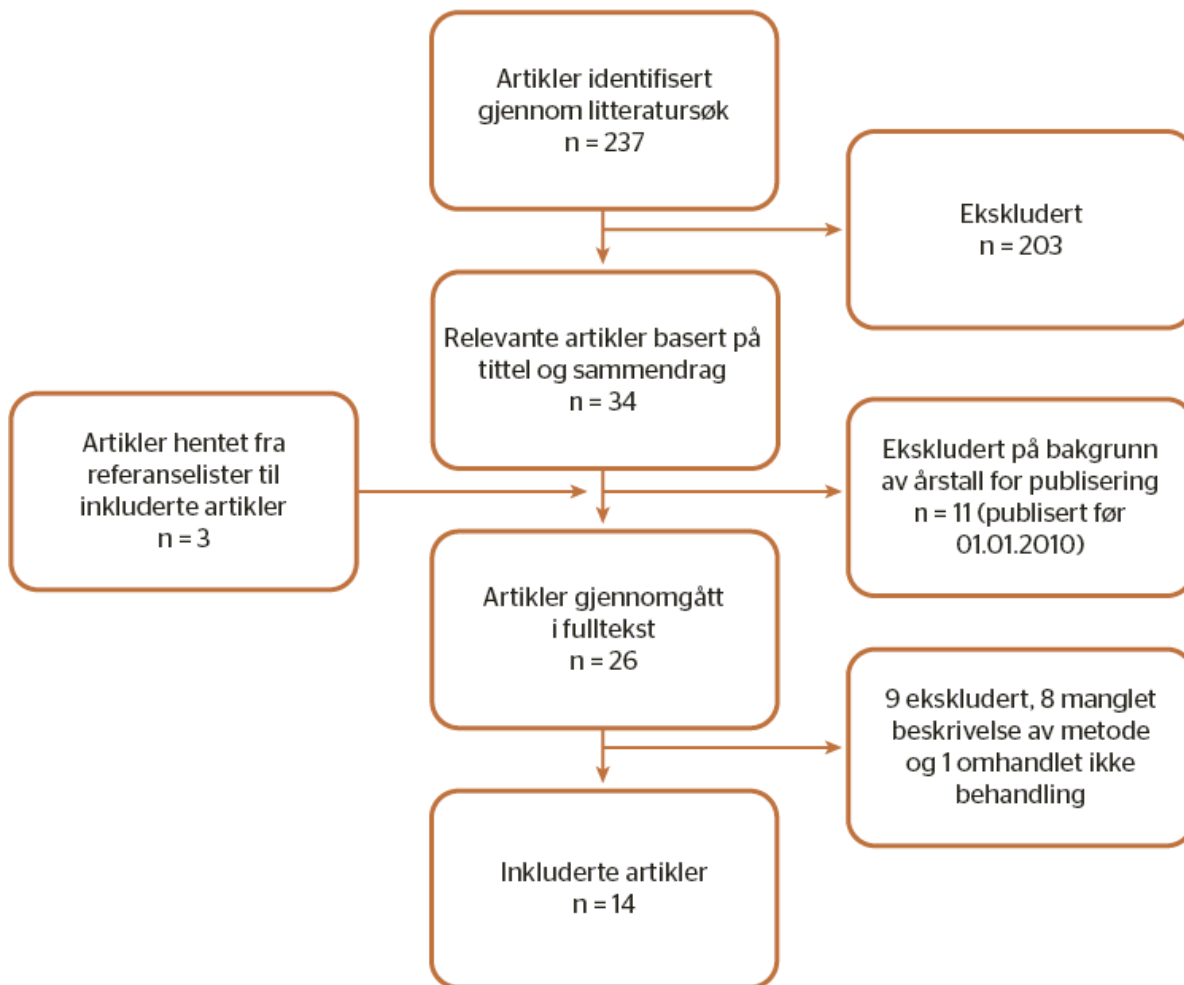 Artikler identifisert
gjennom litteratursøk
n = 237
Ekskludert
n = 203
Relevante artikler basert på
tittel og sammendrag
n = 34
Artikler hentet fra
referanselister til
inkluderte artikler
n = 3
Ekskludert på bakgrunn
av årstall for publisering
n = 11 (publisert før
01.01.2010)
Artikler gjennomgått
i fulltekst
n = 26
9 ekskludert, 8 manglet
beskrivelse av metode
og 1 omhandlet ikke
behandling
Inkluderte artikler
n = 14